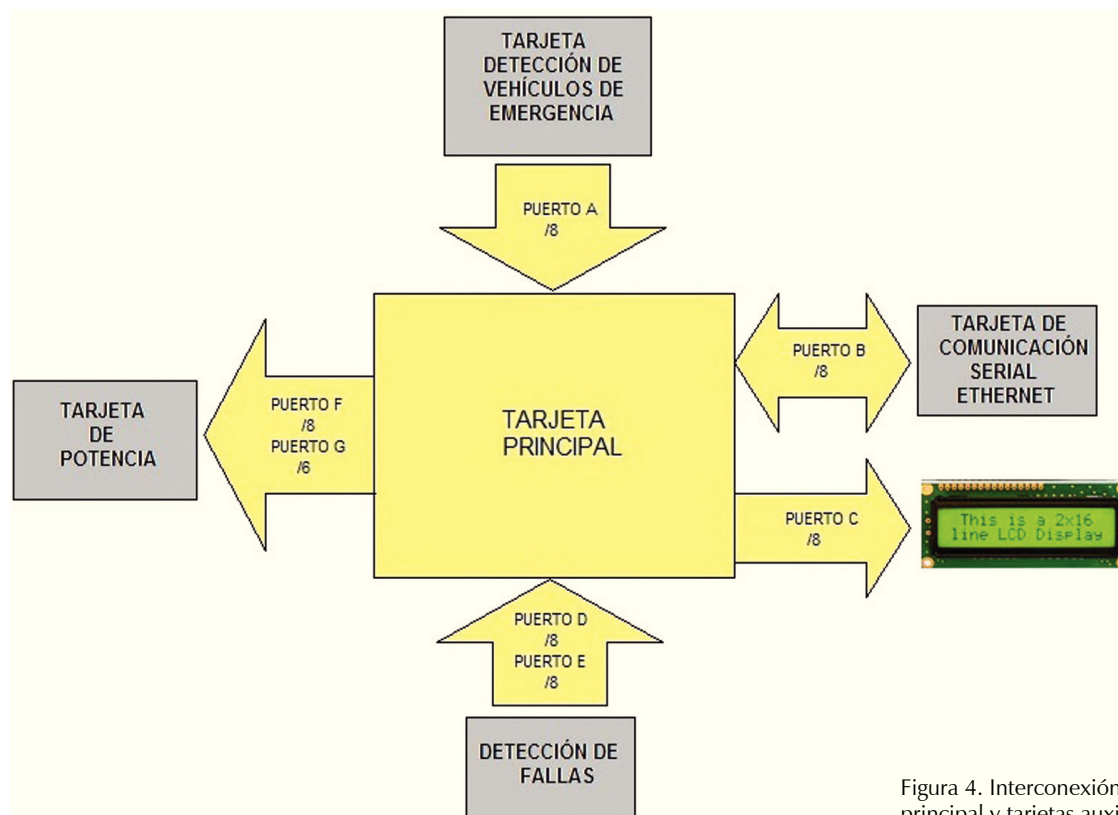 TARJETA
DETECCIÓN DE
VEHÍCULOS DE
EMERGENCIA
PUERTO A
/8
TARJETA
PRINCIPAL
PUERTO B
/8
TARJETA DE
COMUNICACIÓN
SERIAL
ETHERNET
TARJETA
DE
POTENCIA
PUERTO F
/8
PUERTO G
/6
PUERTO C
/8
This is a 2x16
line LCD Display
PUERTO D
/8
PUERTO E
/8
DETECCIÓN DE
FALLAS
Figura 4. Interconexión
principal y tarjetas auxi